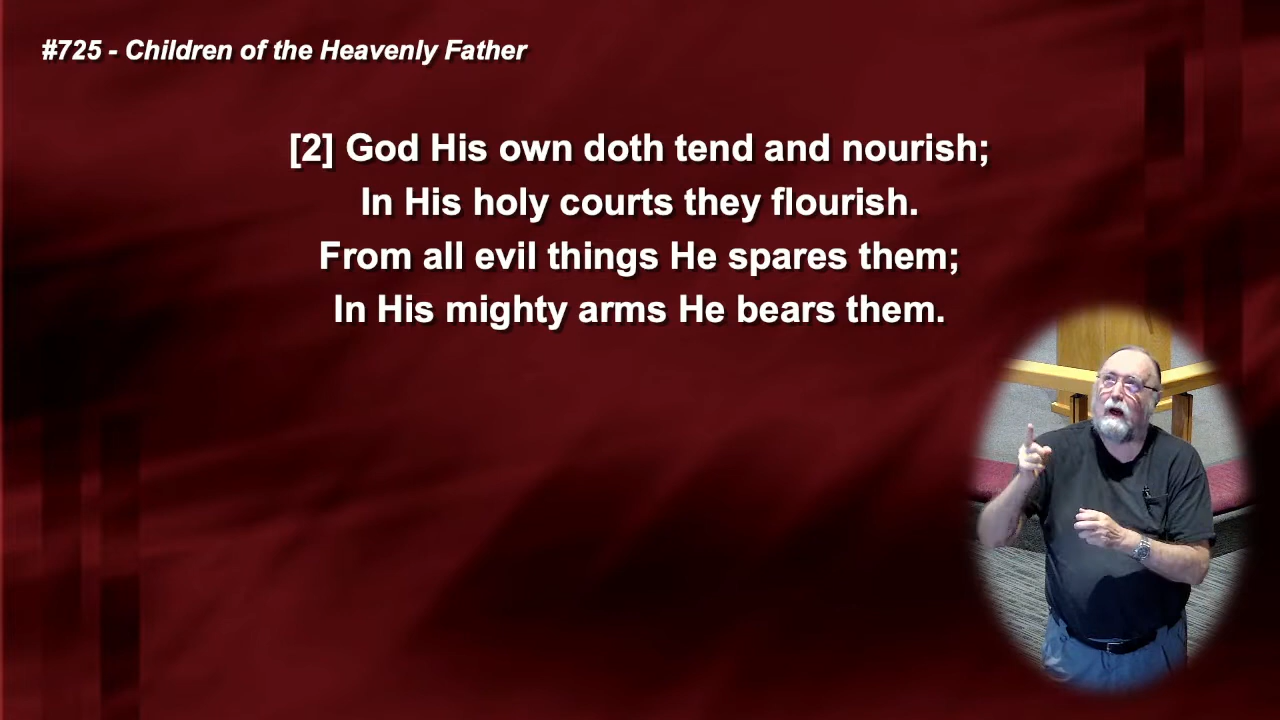 #725 - Children of the Heavenly Father
[2] God His own doth tend and nourish;
In His holy courts they flourish.
From all evil things He spares them;
In His mighty arms He bears them.